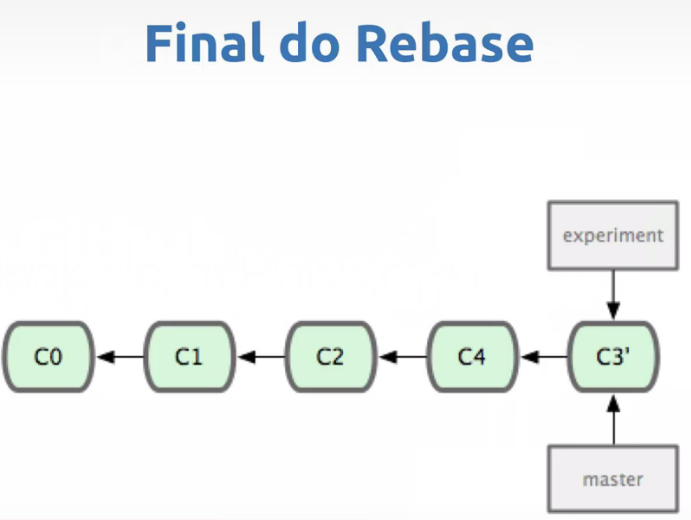 Final do Rebase
experiment
C0
C1
C2
C4
C3'
master